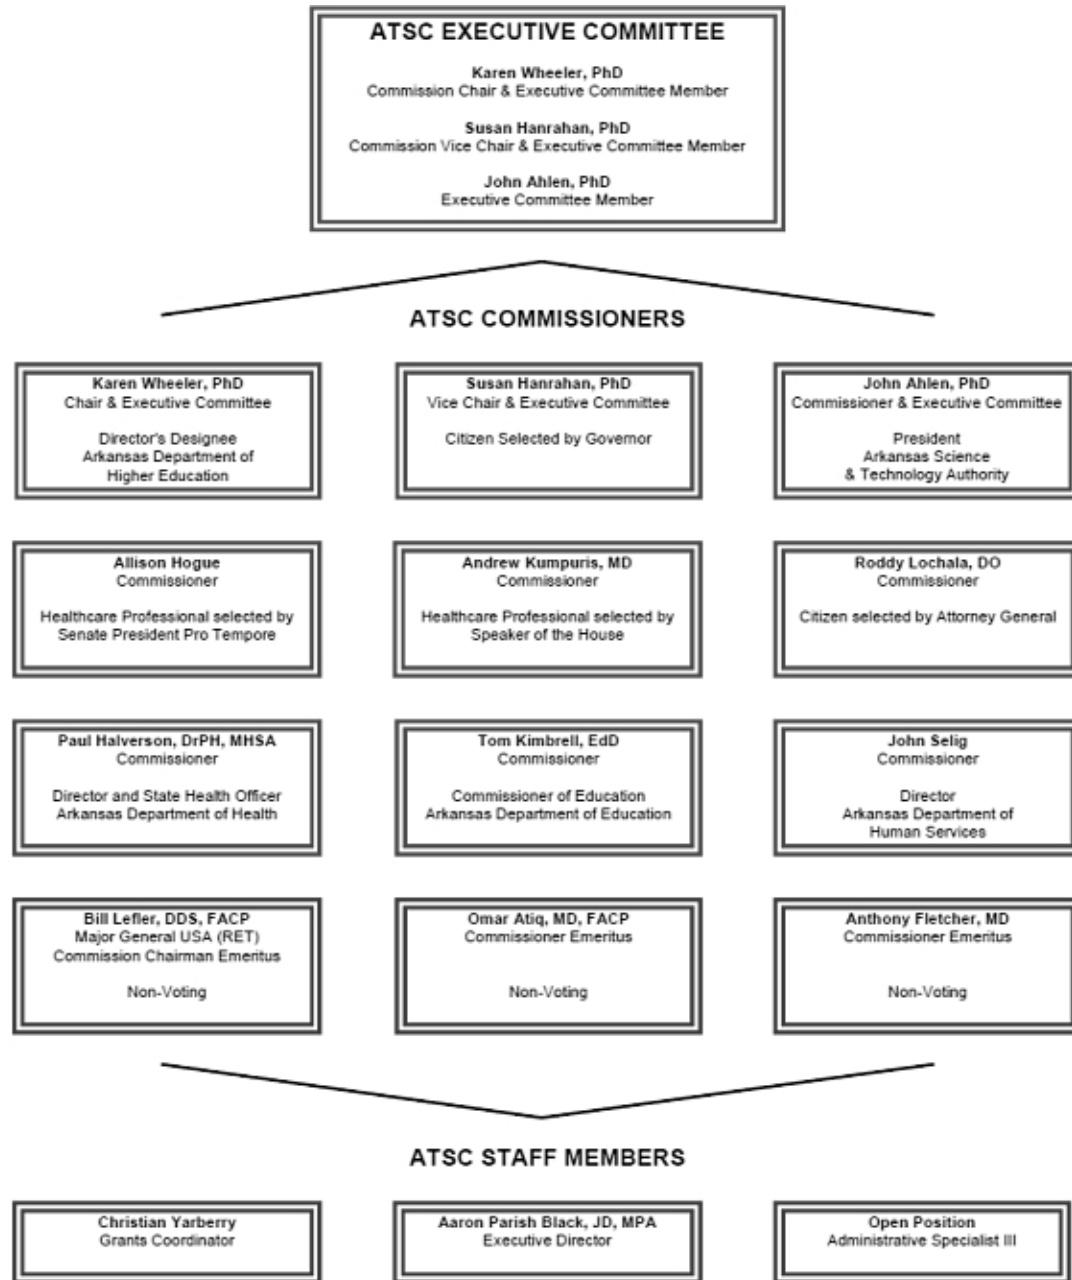 ATSC EXECUTIVE COMMITTEE
Karen Wheeler, PhD
Commission Chair & Executive Committee Member
Susan Hanrahan, PhD
Commission Vice Chair & Executive Committee Member
John Ahlen, PhD
Executive Committee Member
ATSC COMMISSIONERS
Karen Wheeler, PhD
Chair & Executive Committee
Director's Designee
Arkansas Department of
Higher Education
Susan Hanrahan, PhD
Vice Chair & Executive Committee
Citizen Selected by Governor
John Ahlen, PhD
Commissioner & Executive Committee
President
Arkansas Science
& Technology Authority
Allison Hogue
Commissioner
Healthcare Professional selected by
Senate President Pro Tempore
Andrew Kumpuris, MD
Commissioner
Healthcare Professional selected by
Speaker of the House
Roddy Lochala, DO
Commissioner
Citizen selected by Attorney General
Paul Halverson, DrPH, MHSA
Commissioner
Director and State Health Officer
Arkansas Department of Health
Tom Kimbrell, EdD
Commissioner
Commissioner of Education
Arkansas Department of Education
John Selig
Commissioner
Director
Arkansas Department of
Human Services
Bill Lefler, DDS, FACP
Major General USA (RET)
Commission Chairman Emeritus
Non-Voting
Omar Atiq, MD, FACP
Commissioner Emeritus
Non-Voting
Anthony Fletcher, MD
Commissioner Emeritus
Non-Voting
ATSC STAFF MEMBERS
Christian Yarberry
Grants Coordinator
Aaron Parish Black, JD, MPA
Executive Director
Open Position
Administrative Specialist III